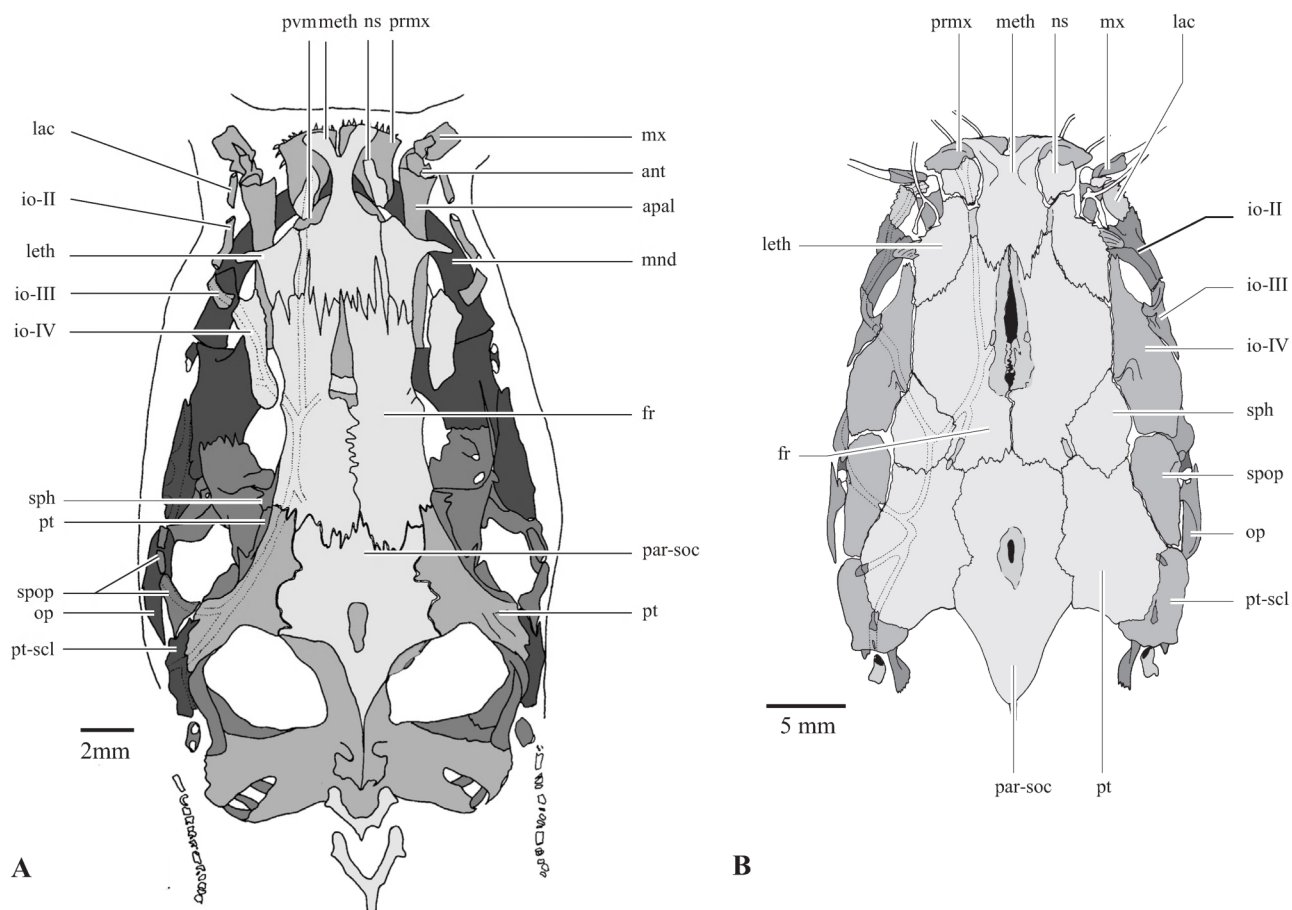 pvm meth ns prmx
lac
io-II
leth
io-III
io-IV
sph
pt
spop
op
pt-scl
mx
ant
apal
mnd
fr
par-soc
pt
2mm
A
prmx meth ns mx lac
leth
fr
io-II
io-III
io-IV
sph
spop
op
pt-scl
5 mm
par-soc pt
B